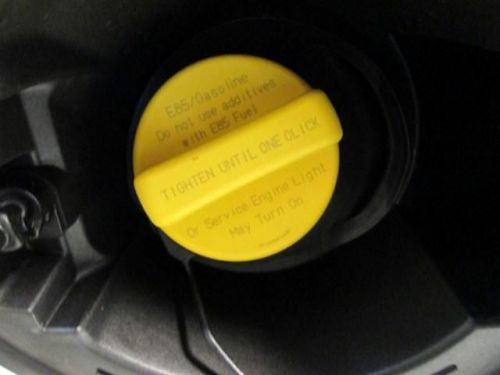 E85/Gasoline
Do not use additives
with E85 Fuel
TIGHTEN UNTIL ONE CLICK
Or Service Engine Light
May Turn On